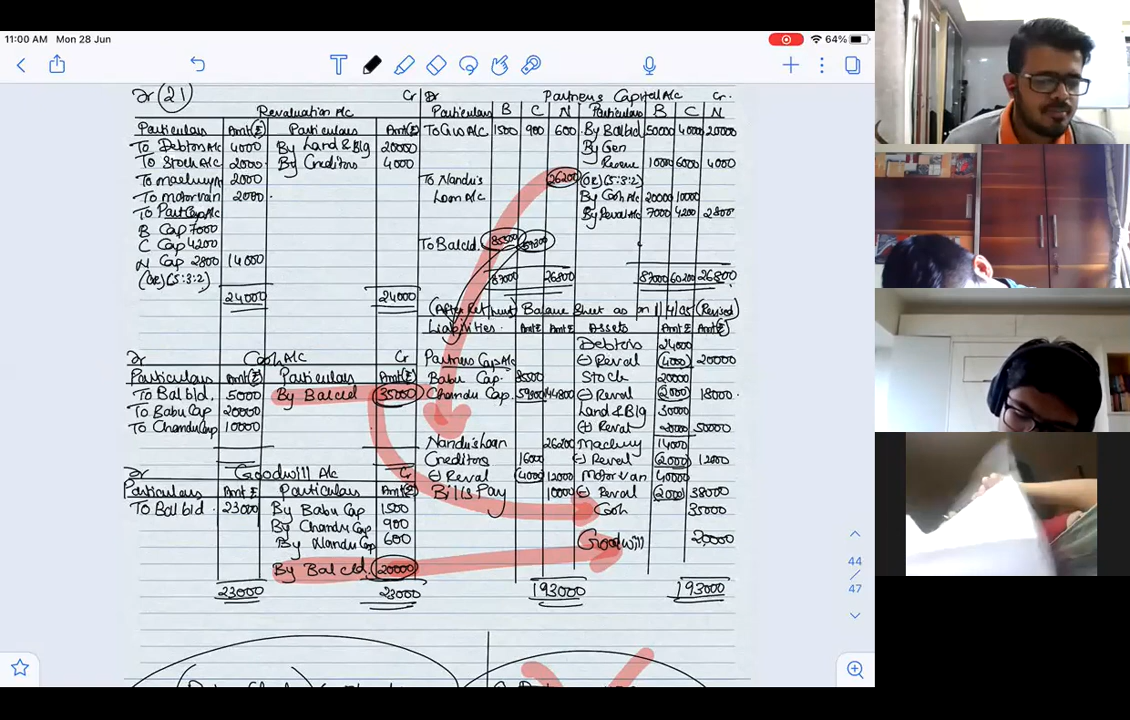 11:00 AM Mon 28 Jun
64%
Dr (21)
Cr
Revaluation A/c
Particulars Amt(₹) Particulars Amt(₹)
To Debtors A/c 4000 By Land & Blg 20000
To Stock A/c 2000 By Creditors 4000
2000
To Motor van 2000
To Part Cap A/c
B Cap 7000
C Cap 4200
N Cap 2800 14000
(OR) (5:3:2)
24000 24000
Dr Partners Capital A/c Cr.
Particulars B C N Particulars B C N
1500 900 600 By Bal b/d 50000 20000
By Gen
Reserve 10000 6000 4000
To Nandu's 26200 (OR) (5:3:2)
Loan A/c By Cash A/c 20000 10000
By Reval A/c 7000 4200 2800
To Bal c/d. 85500 59300
87000 26800 87000 60200 26800
Balance Sheet as on 1/4/05 (Revised)
Liabilities. Amt ₹ Amt ₹ Assets Amt ₹ Amt(₹)
Debtors 24000
Partners Cap A/c (-) Reval (4000) 20000
Babu Cap. 85500 Stock 20000
Chandu Cap. 59300 144800 (-) Reval (2000) 18000
Land & Blg 30000
(+) Reval 50000
Nandu's Loan 26200 14000
Creditors 16000 (-) Reval (2000) 12000
(-) Reval (4000) 12000 Motor van 40000
Bills Pay 10000 (-) Reval (2000) 38000
Cash 35000
Goodwill 20000
193000 193000
Dr Cash A/c Cr
Particulars Amt(₹) Particulars Amt(₹)
To Bal b/d. 5000 By Bal c/d 35000
To Babu Cap 20000
To Chandu Cap 10000
Dr Goodwill A/c Cr
Particulars Amt ₹ Particulars Amt(₹)
To Bal b/d 23000 By Babu Cap 1500
By Chandu Cap 900
By Nandu Cap 600
By Bal c/d. 20000
23000 23000
44
/
47